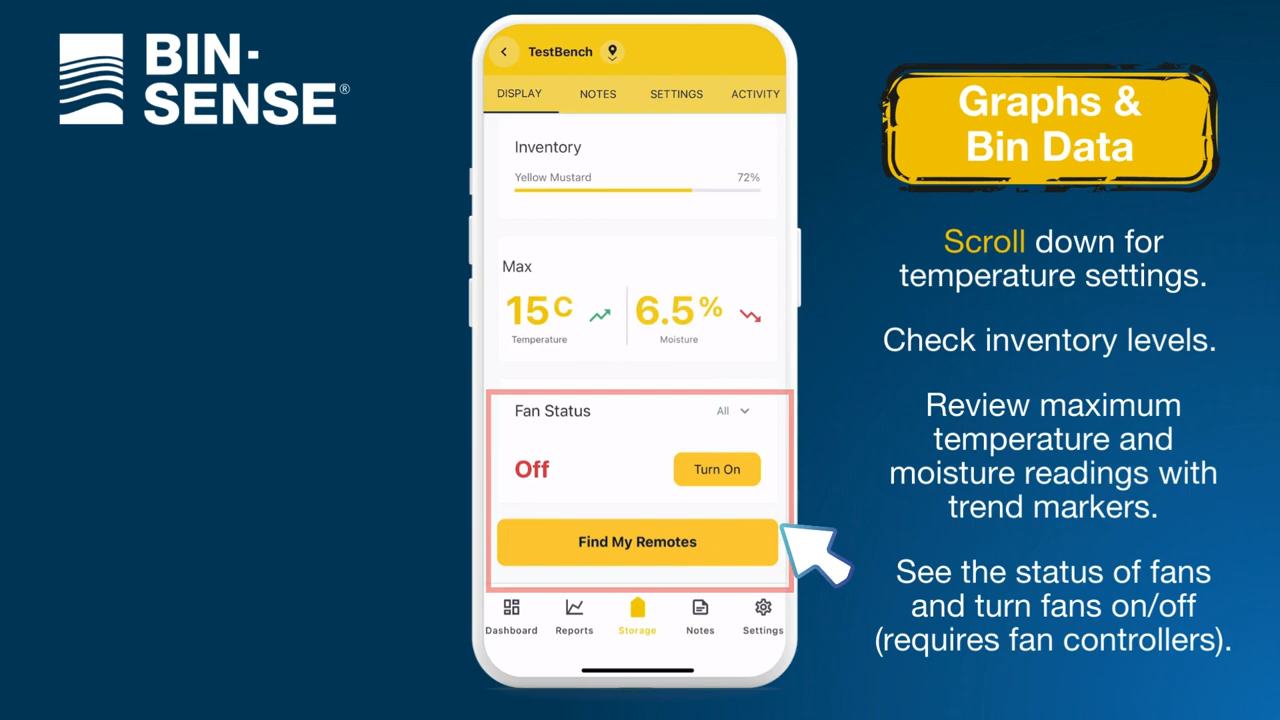 BIN-
SENSE®
TestBench
DISPLAY NOTES SETTINGS ACTIVITY
Inventory
Yellow Mustard 72%
Max
15C 6.5%
Temperature Moisture
Fan Status All
Off Turn On
Find My Remotes
Dashboard Reports Storage Notes Settings
Graphs &
Bin Data
Scroll down for
temperature settings.
Check inventory levels.
Review maximum
temperature and
moisture readings with
trend markers.
See the status of fans
and turn fans on/off
(requires fan controllers).